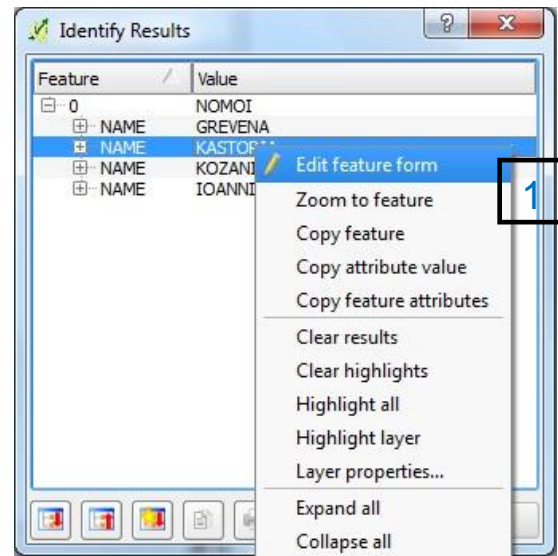 Identify Results
Feature Value
0 NOMOI
NAME GREVENA
NAME
NAME KOZANI
NAME IOANNI
Edit feature form
Zoom to feature
Copy feature
Copy attribute value
Copy feature attributes
Clear results
Clear highlights
Highlight all
Highlight layer
Layer properties...
Expand all
Collapse all
1